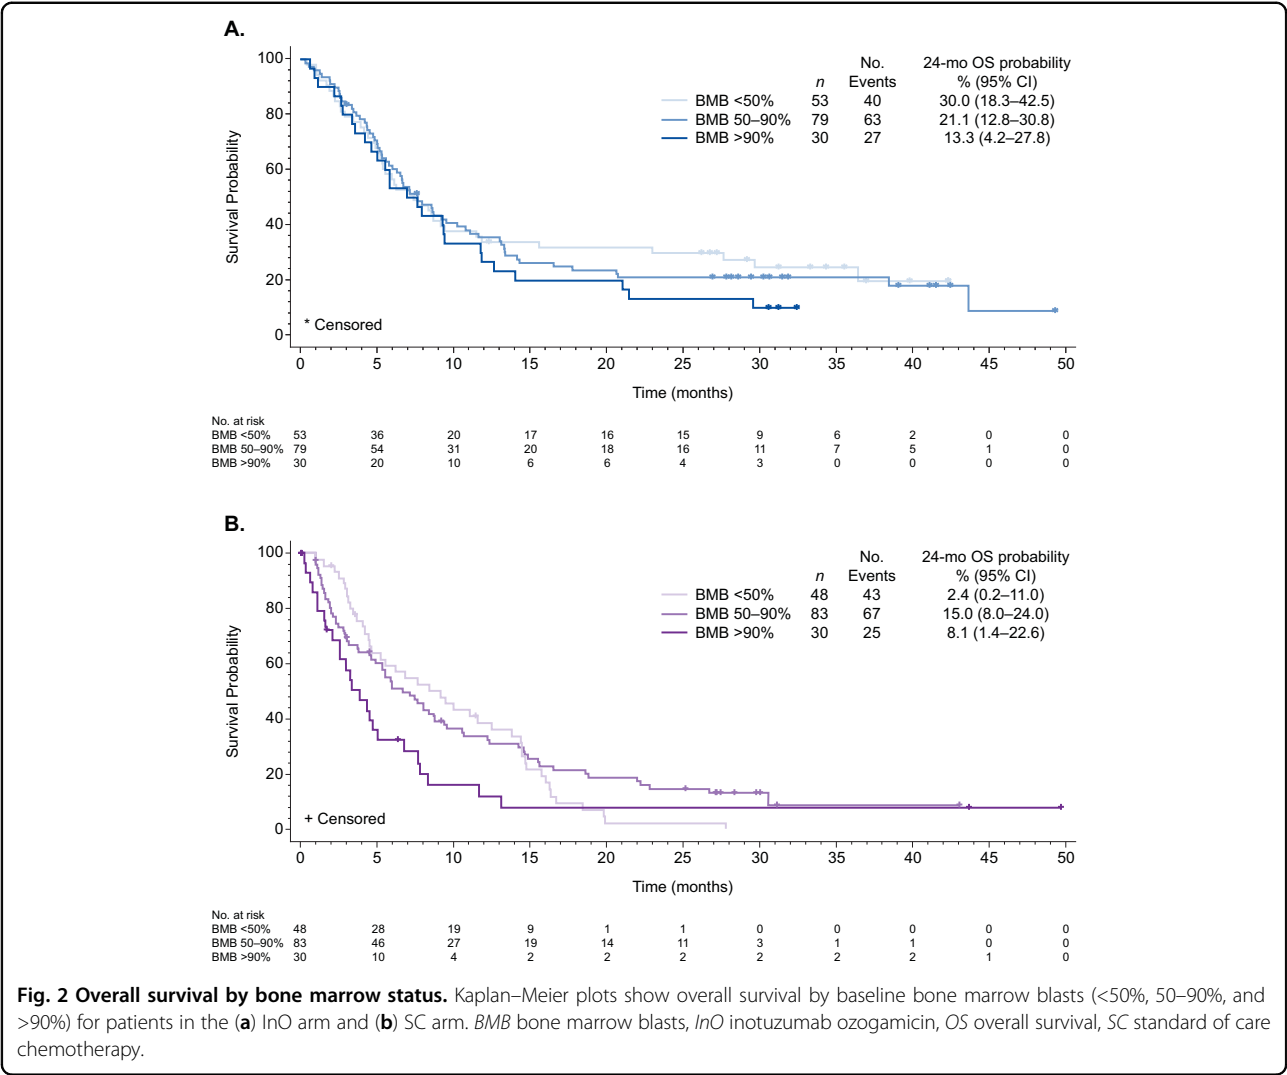 A.
100
80
60
40
20
0
Survival Probability
No. 24-mo OS probability
n Events % (95% CI)
BMB <50% 53 40 30.0 (18.3–42.5)
BMB 50–90% 79 63 21.1 (12.8–30.8)
BMB >90% 30 27 13.3 (4.2–27.8)
* Censored
0 5 10 15 20 25 30 35 40 45 50
Time (months)
No. at risk
BMB <50% 53 36 20 17 16 15 9 6 2 0 0
BMB 50–90% 79 54 31 20 18 16 11 7 5 1 0
BMB >90% 30 20 10 6 6 4 3 0 0 0 0
B.
100
80
60
40
20
0
Survival Probability
No. 24-mo OS probability
n Events % (95% CI)
BMB <50% 48 43 2.4 (0.2–11.0)
BMB 50–90% 83 67 15.0 (8.0–24.0)
BMB >90% 30 25 8.1 (1.4–22.6)
+ Censored
0 5 10 15 20 25 30 35 40 45 50
Time (months)
No. at risk
BMB <50% 48 28 19 9 1 1 0 0 0 0 0
BMB 50–90% 83 46 27 19 14 11 3 1 1 0 0
BMB >90% 30 10 4 2 2 2 2 2 2 1 0
Fig. 2 Overall survival by bone marrow status. Kaplan–Meier plots show overall survival by baseline bone marrow blasts (<50%, 50–90%, and
>90%) for patients in the (a) InO arm and (b) SC arm. BMB bone marrow blasts, InO inotuzumab ozogamicin, OS overall survival, SC standard of care
chemotherapy.